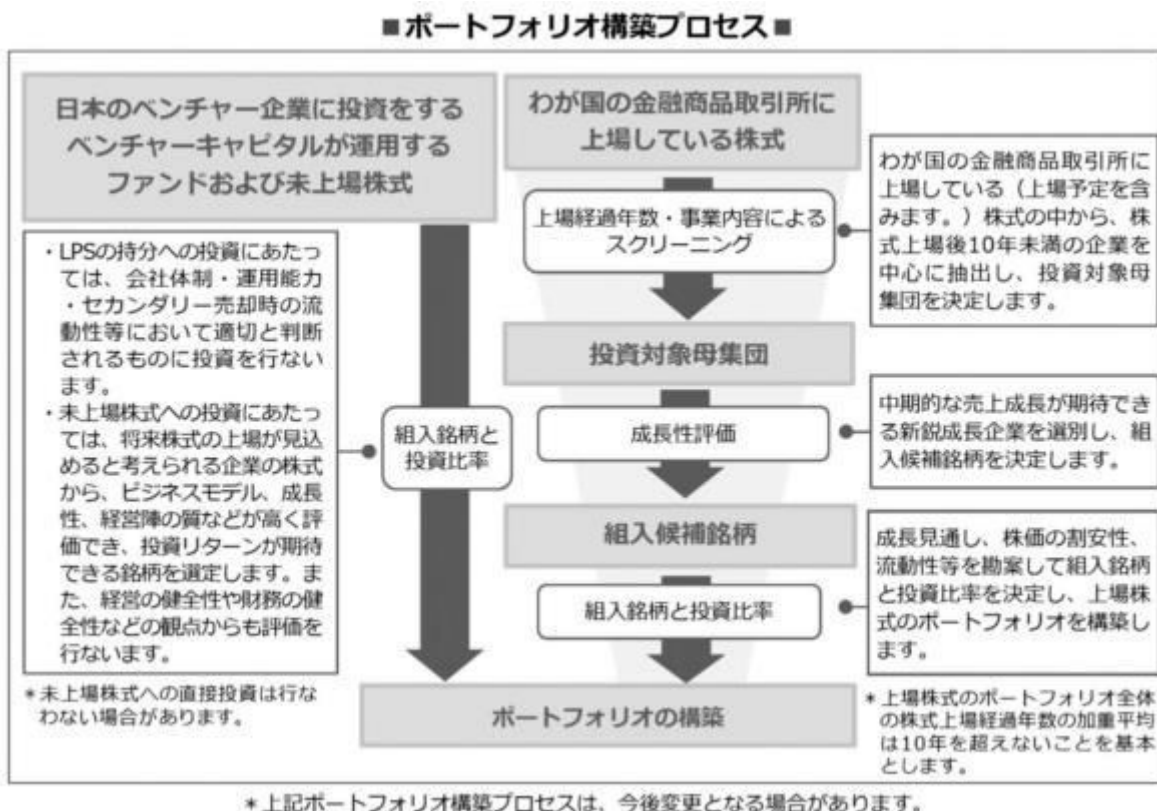 ■ポートフォリオ構築プロセス■
日本のベンチャー企業に投資をする
ベンチャーキャピタルが運用する
ファンドおよび未上場株式
・LPSの持分への投資にあたっ
ては、会社体制・運用能力
・セカンダリー売却時の流
動性等において適切と判断
されるものに投資を行ない
ます。
・未上場株式への投資にあたっ
ては、将来株式の上場が見込
めると考えられる企業の株式
から、ビジネスモデル、成長
性、経営陣の質などが高く評
価でき、投資リターンが期待
できる銘柄を選定します。ま
た、経営の健全性や財務の健
全性などの観点からも評価を
行ないます。
＊未上場株式への直接投資は行な
わない場合があります。
組入銘柄と
投資比率
わが国の金融商品取引所に
上場している株式
上場経過年数・事業内容による
スクリーニング
わが国の金融商品取引所に
上場している（上場予定を含
みます。）株式の中から、株
式上場後10年未満の企業を
中心に抽出し、投資対象母
集団を決定します。
投資対象母集団
成長性評価
中期的な売上成長が期待でき
る新鋭成長企業を選別し、組
入候補銘柄を決定します。
組入候補銘柄
組入銘柄と投資比率
成長見通し、株価の割安性、
流動性等を勘案して組入銘柄
と投資比率を決定し、上場株
式のポートフォリオを構築し
ます。
＊上場株式のポートフォリオ全体
の株式上場経過年数の加重平均
は10年を超えないことを基本
とします。
ポートフォリオの構築
＊上記ポートフォリオ構築プロセスは、今後変更となる場合があります。